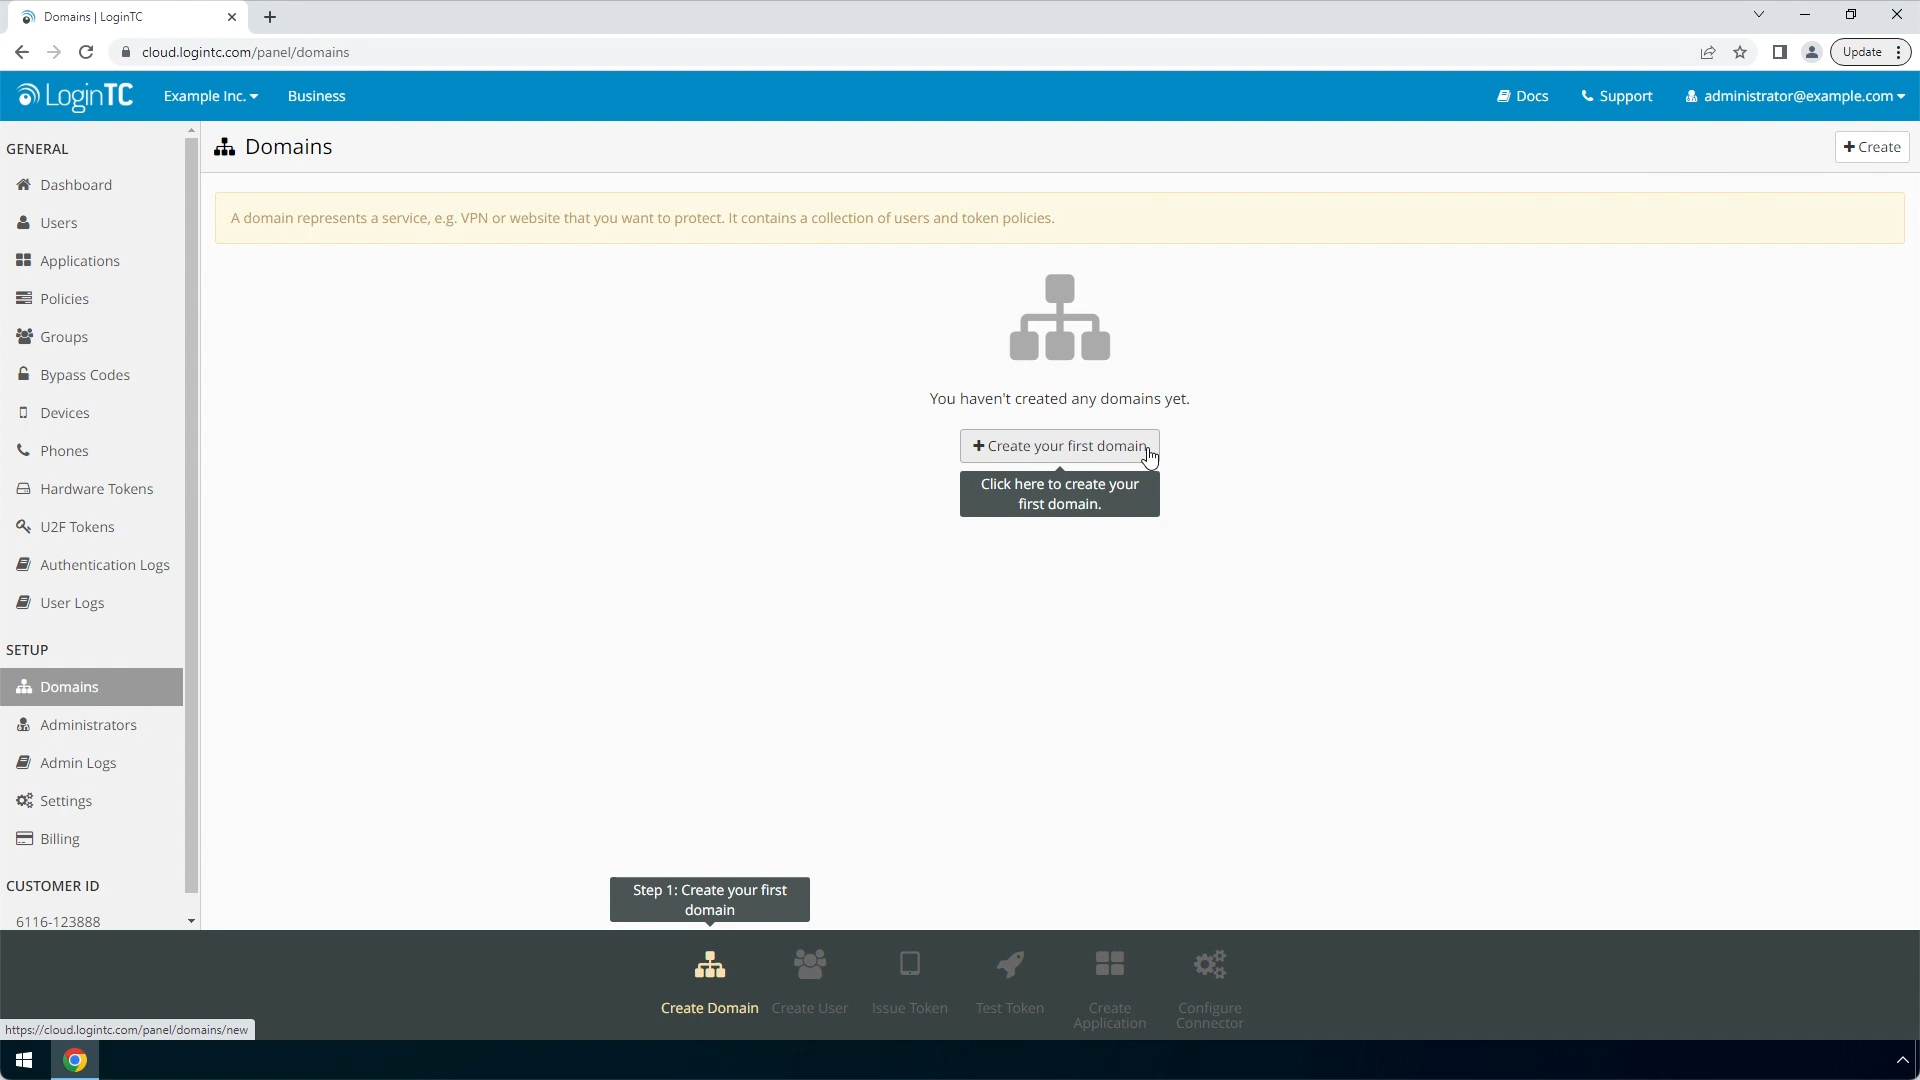 Domains | LoginTC
cloud.logintc.com/panel/domains
Update
LoginTC
Example Inc.
Business
Docs
Support
administrator@example.com
GENERAL
Dashboard
Users
Applications
Policies
Groups
Bypass Codes
Devices
Phones
Hardware Tokens
U2F Tokens
Authentication Logs
User Logs
SETUP
Domains
Administrators
Admin Logs
Settings
Billing
CUSTOMER ID
6116-123888
Domains
Create
A domain represents a service, e.g. VPN or website that you want to protect. It contains a collection of users and token policies.
You haven't created any domains yet.
Create your first domain
Click here to create your
first domain.
Step 1: Create your first
domain
Create Domain
Create User
Issue Token
Test Token
Create
Application
Configure
Connector
https://cloud.logintc.com/panel/domains/new